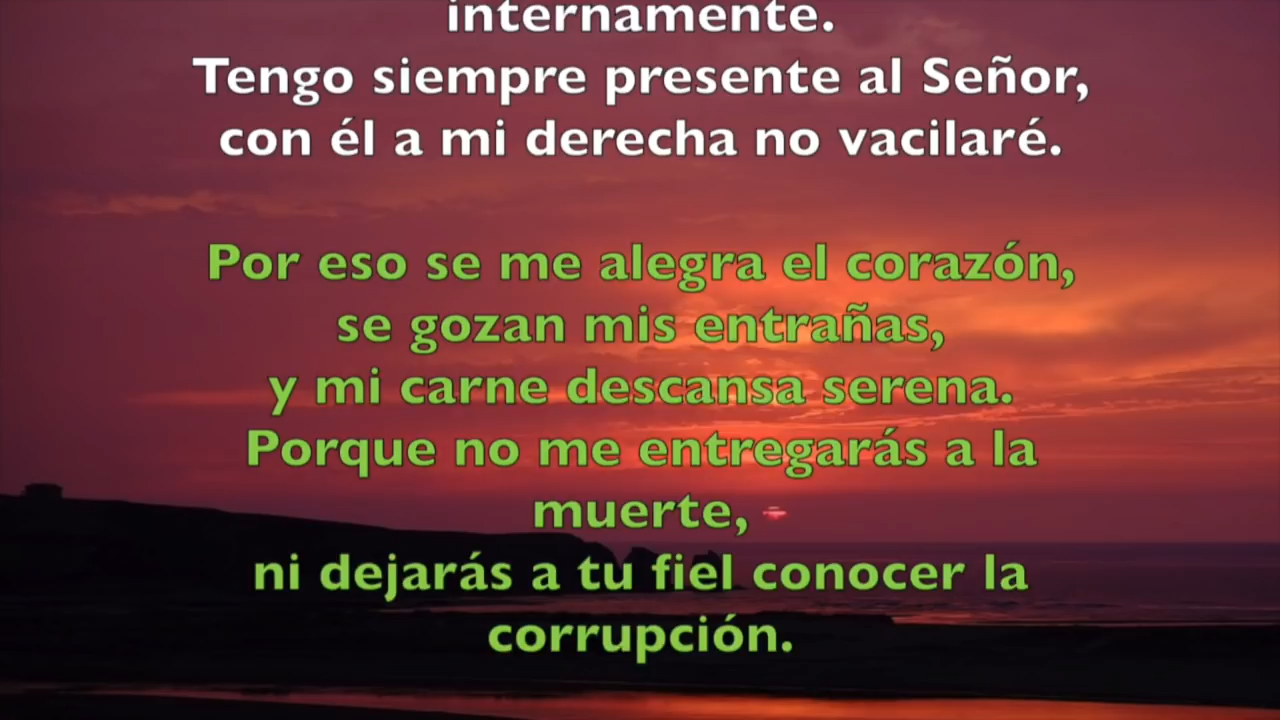 internamente.
Tengo siempre presente al Señor,
con él a mi derecha no vacilaré.
Por eso se me alegra el corazón,
se gozan mis entrañas,
y mi carne descansa serena.
Porque no me entregarás a la
muerte,
ni dejarás a tu fiel conocer la
corrupción.